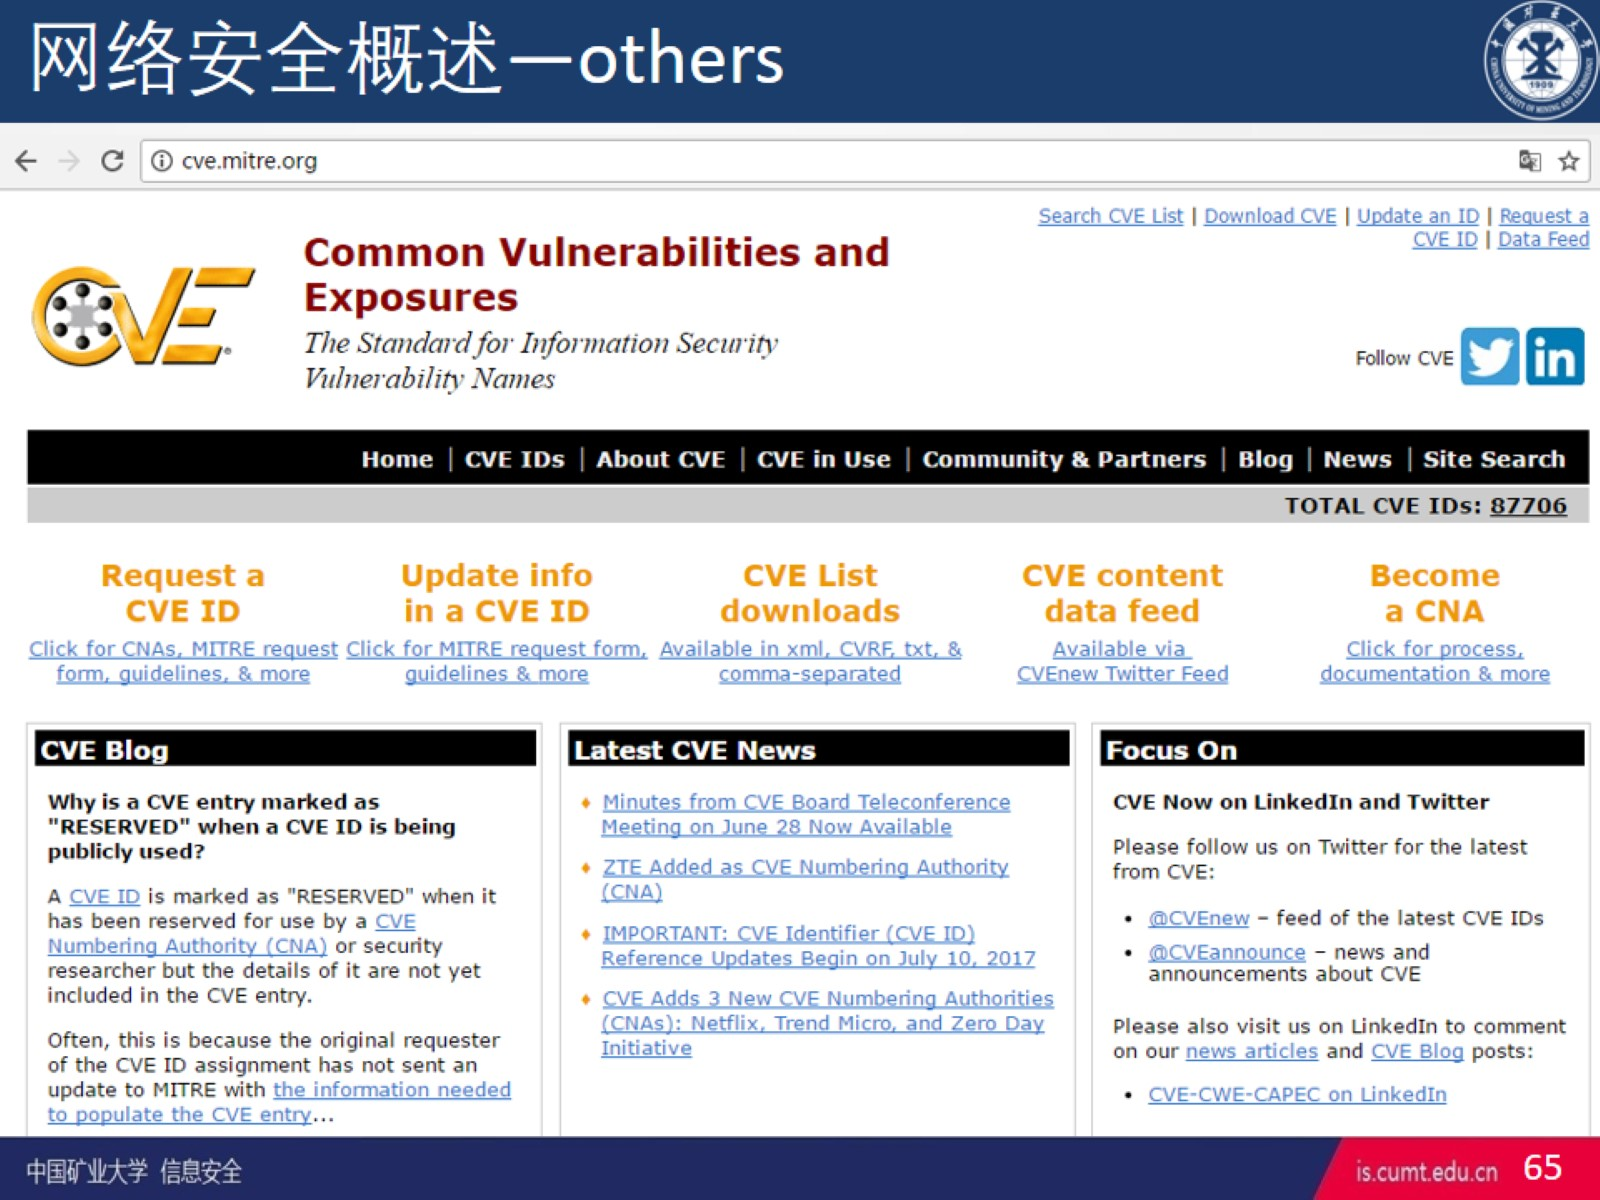 网络安全概述—others
cve.mitre.org
Search CVE List | Download CVE | Update an ID | Request a
CVE ID | Data Feed
CVE
Common Vulnerabilities and
Exposures
The Standard for Information Security
Vulnerability Names
Follow CVE
Home | CVE IDs | About CVE | CVE in Use | Community & Partners | Blog | News | Site Search
TOTAL CVE IDs: 87706
Request a
CVE ID
Click for CNAs, MITRE request
form, guidelines, & more
Update info
in a CVE ID
Click for MITRE request form,
guidelines & more
CVE List
downloads
Available in xml, CVRF, txt, &
comma-separated
CVE content
data feed
Available via
CVEnew Twitter Feed
Become
a CNA
Click for process,
documentation & more
CVE Blog
Why is a CVE entry marked as
"RESERVED" when a CVE ID is being
publicly used?
A CVE ID is marked as "RESERVED" when it
has been reserved for use by a CVE
Numbering Authority (CNA) or security
researcher but the details of it are not yet
included in the CVE entry.
Often, this is because the original requester
of the CVE ID assignment has not sent an
update to MITRE with the information needed
to populate the CVE entry...
Latest CVE News
Minutes from CVE Board Teleconference
Meeting on June 28 Now Available
ZTE Added as CVE Numbering Authority
(CNA)
IMPORTANT: CVE Identifier (CVE ID)
Reference Updates Begin on July 10, 2017
CVE Adds 3 New CVE Numbering Authorities
(CNAs): Netflix, Trend Micro, and Zero Day
Initiative
Focus On
CVE Now on LinkedIn and Twitter
Please follow us on Twitter for the latest
from CVE:
• @CVEnew – feed of the latest CVE IDs
• @CVEannounce – news and
announcements about CVE
Please also visit us on LinkedIn to comment
on our news articles and CVE Blog posts:
• CVE-CWE-CAPEC on LinkedIn
中国矿业大学 信息安全
is.cumt.edu.cn 65